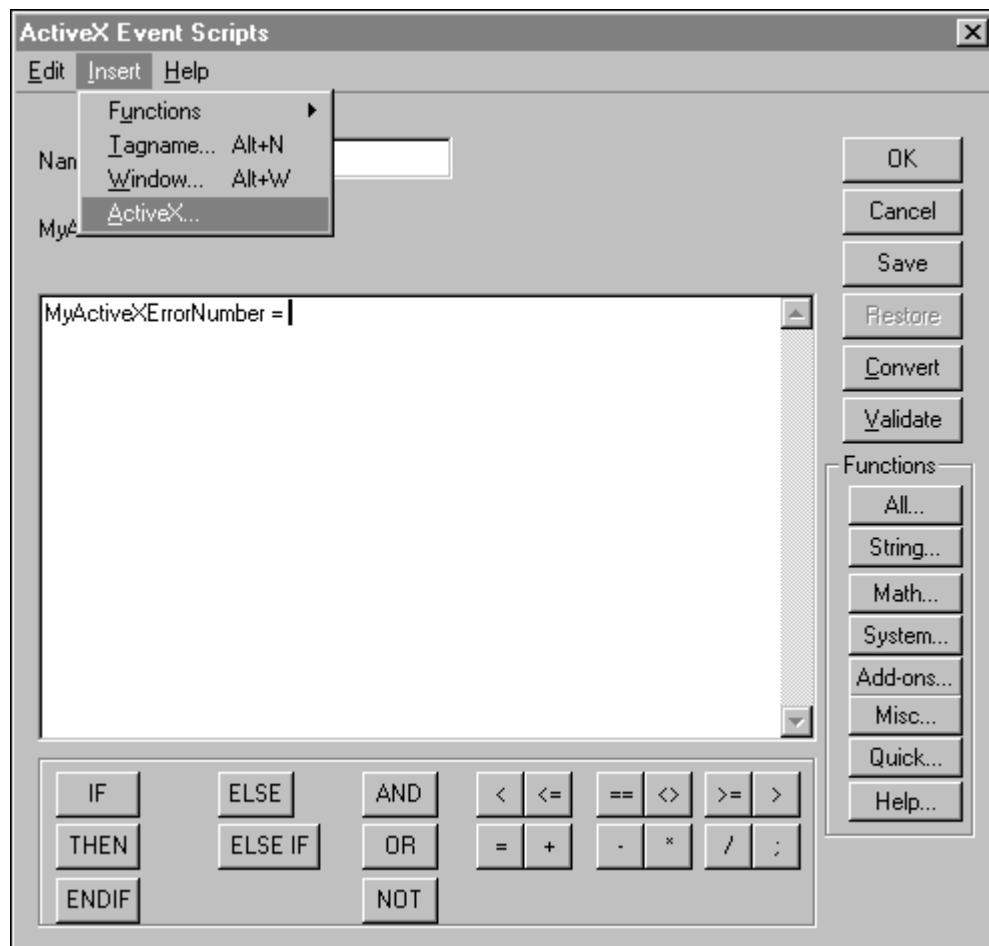 ActiveX Event Scripts
Edit Insert Help
Functions
Tagname... Alt+N
Window... Alt+W
ActiveX...
OK
Cancel
Save
Restore
Convert
Validate
MyActiveXErrorNumber =
Functions
All...
String...
Math...
System...
Add-ons...
Misc...
Quick...
Help...
IF ELSE AND < <= == <> >= >
THEN ELSE IF OR = + - * / ;
ENDIF NOT